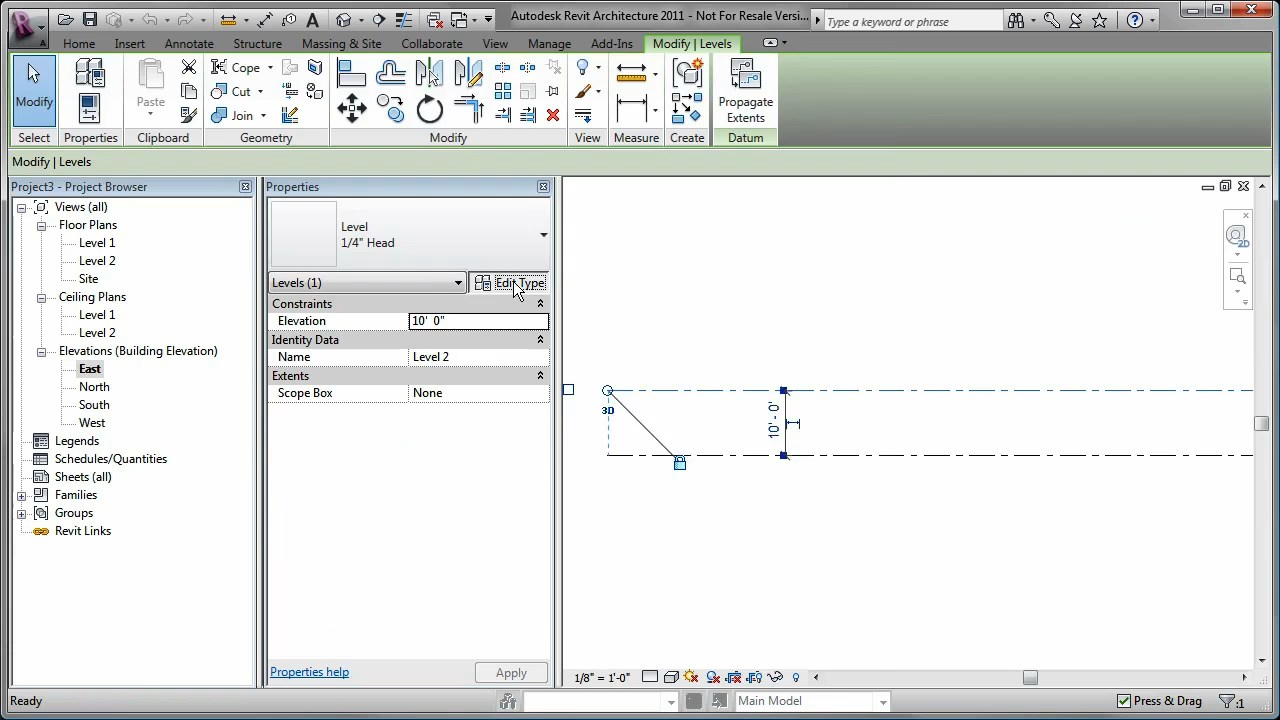 Autodesk Revit Architecture 2011 - Not For Resale Versi...
Type a keyword or phrase
Home
Insert
Annotate
Structure
Massing & Site
Collaborate
View
Manage
Add-Ins
Modify | Levels
Modify
Paste
Cope
Cut
Join
Propagate
Extents
Select
Properties
Clipboard
Geometry
Modify
View
Measure
Create
Datum
Modify | Levels
Project3 - Project Browser
Views (all)
Floor Plans
Level 1
Level 2
Site
Ceiling Plans
Level 1
Level 2
Elevations (Building Elevation)
East
North
South
West
Legends
Schedules/Quantities
Sheets (all)
Families
Groups
Revit Links
Properties
Level
1/4" Head
Levels (1)
Edit Type
Constraints
Elevation
10' 0"
Identity Data
Name
Level 2
Extents
Scope Box
None
Properties help
Apply
3D
10' - 0"
2D
1/8" = 1'-0"
Ready
Main Model
Press & Drag
:1